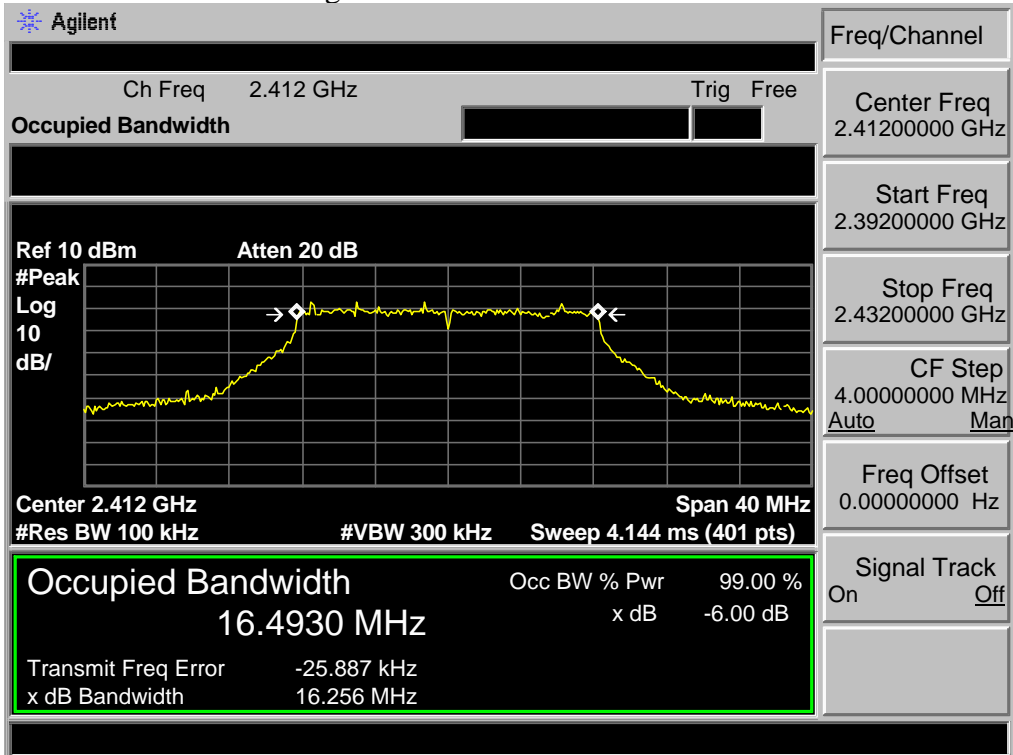 Agilent
Freq/Channel
Ch Freq 2.412 GHz Trig Free
Occupied Bandwidth
Center Freq
2.41200000 GHz
Start Freq
2.39200000 GHz
Ref 10 dBm Atten 20 dB
#Peak
Log
10
dB/
Stop Freq
2.43200000 GHz
CF Step
4.00000000 MHz
Auto Man
Freq Offset
0.00000000 Hz
Center 2.412 GHz Span 40 MHz
#Res BW 100 kHz #VBW 300 kHz Sweep 4.144 ms (401 pts)
Signal Track
On Off
Occupied Bandwidth Occ BW % Pwr 99.00 %
16.4930 MHz x dB -6.00 dB
Transmit Freq Error -25.887 kHz
x dB Bandwidth 16.256 MHz